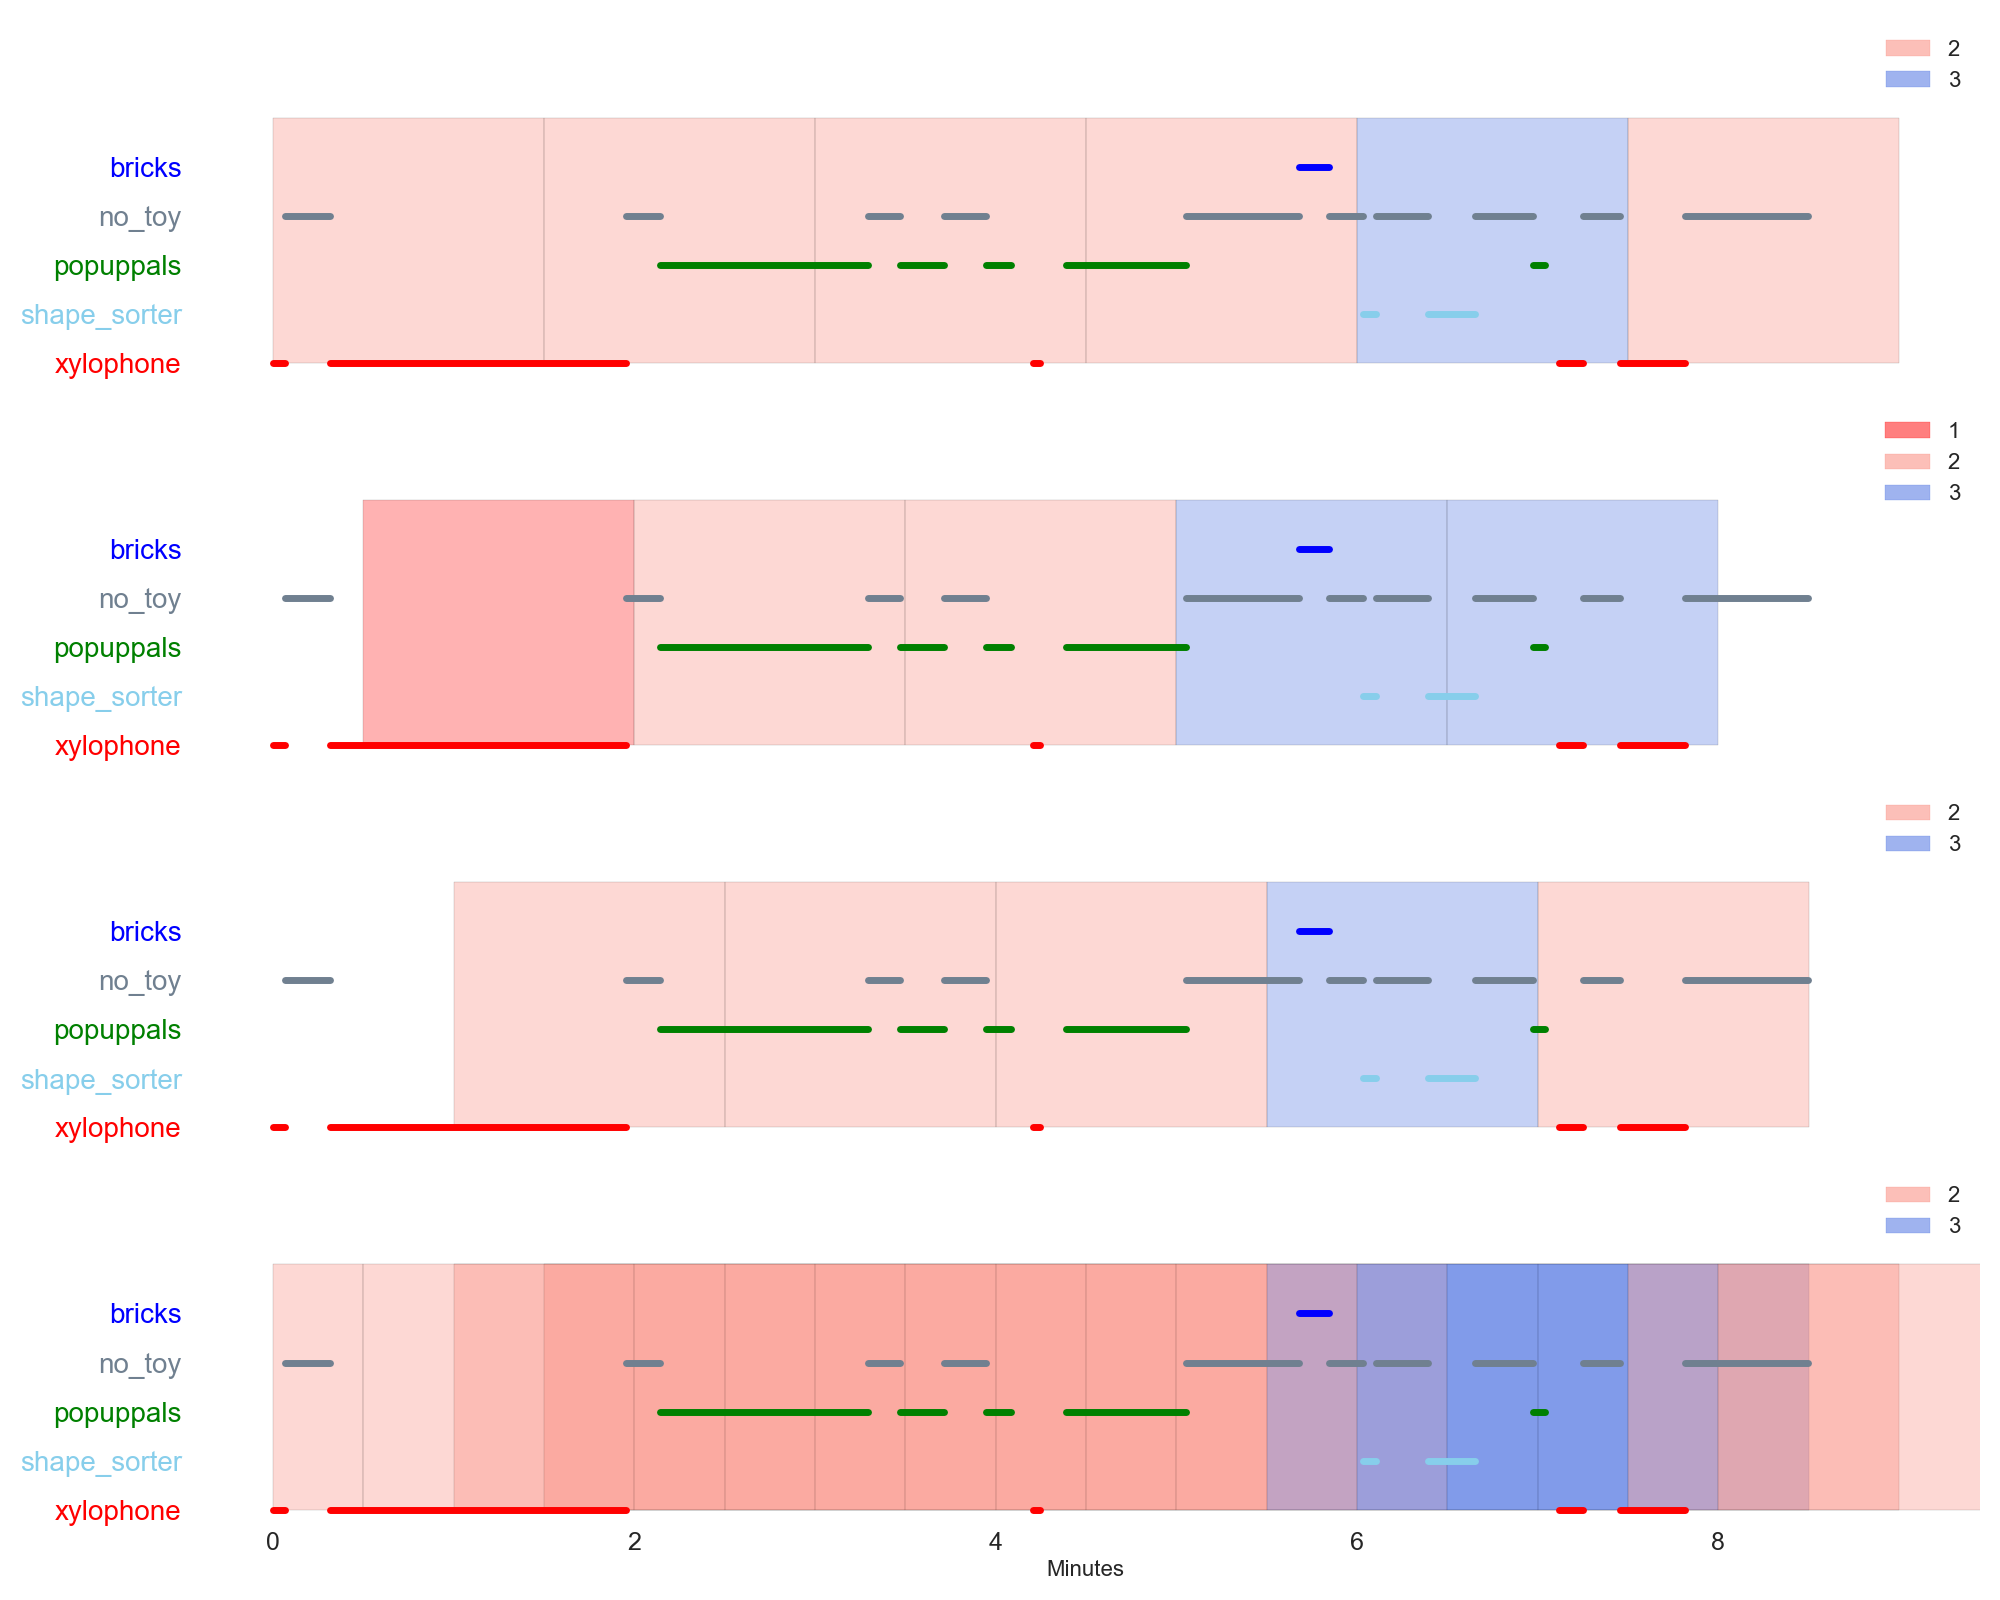 2
3
bricks
no_toy
popuppals
shape_sorter
xylophone
1
2
3
bricks
no_toy
popuppals
shape_sorter
xylophone
2
3
bricks
no_toy
popuppals
shape_sorter
xylophone
2
3
bricks
no_toy
popuppals
shape_sorter
xylophone
0 2 4 6 8
Minutes